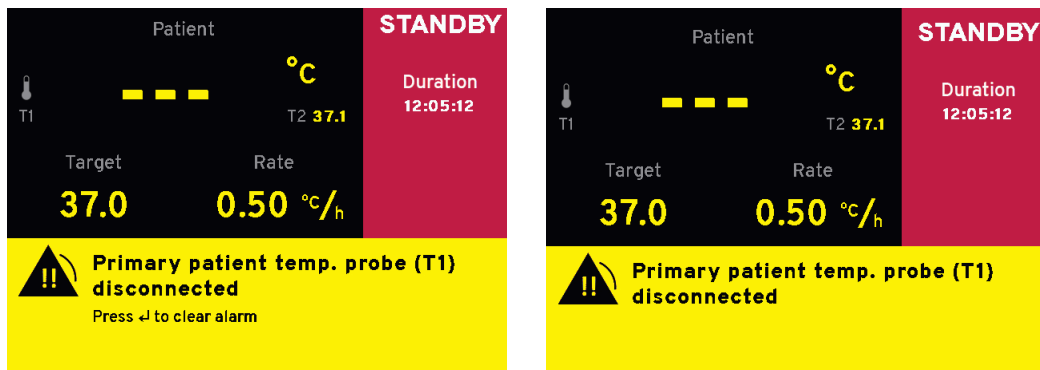 Patient
STANDBY
°C
Duration
12:05:12
---
T1
T2 37.1
Target
Rate
37.0
0.50 °C/h
!!
Primary patient temp. probe (T1)
disconnected
Press ↵ to clear alarm
Patient
STANDBY
°C
Duration
12:05:12
---
T1
T2 37.1
Target
Rate
37.0
0.50 °C/h
!!
Primary patient temp. probe (T1)
disconnected